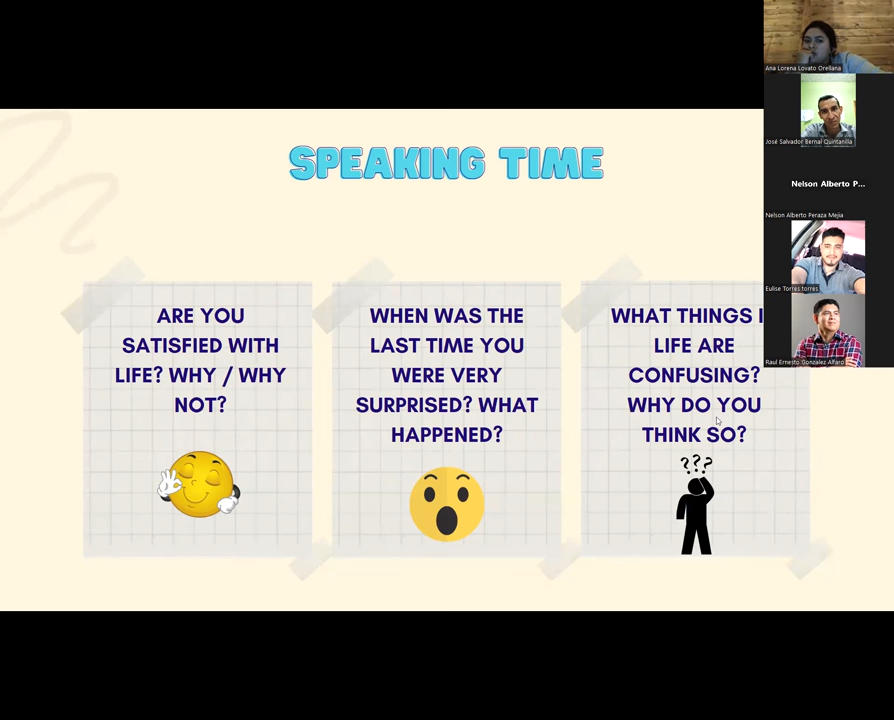 SPEAKING TIME
ARE YOU
SATISFIED WITH
LIFE? WHY / WHY
NOT?
WHEN WAS THE
LAST TIME YOU
WERE VERY
SURPRISED? WHAT
HAPPENED?
WHAT THINGS
LIFE ARE
CONFUSING?
WHY DO YOU
THINK SO?
???
Ana Lorena Lovato Orellana
José Salvador Bernal Quintanilla
Nelson Alberto P...
Nelson Alberto Peraza Mejia
Eulise Torres torres
Raul Ernesto Gonzalez Alfaro